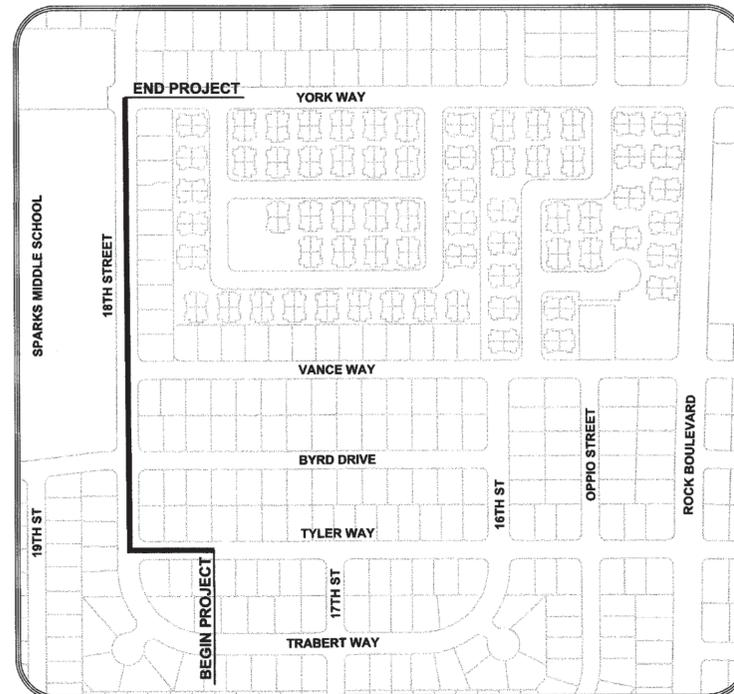 END PROJECT
YORK WAY
SPARKS MIDDLE SCHOOL
18TH STREET
VANCE WAY
BYRD DRIVE
TYLER WAY
19TH ST
16TH ST
OPPIO STREET
ROCK BOULEVARD
BEGIN PROJECT
17TH ST
TRABERT WAY